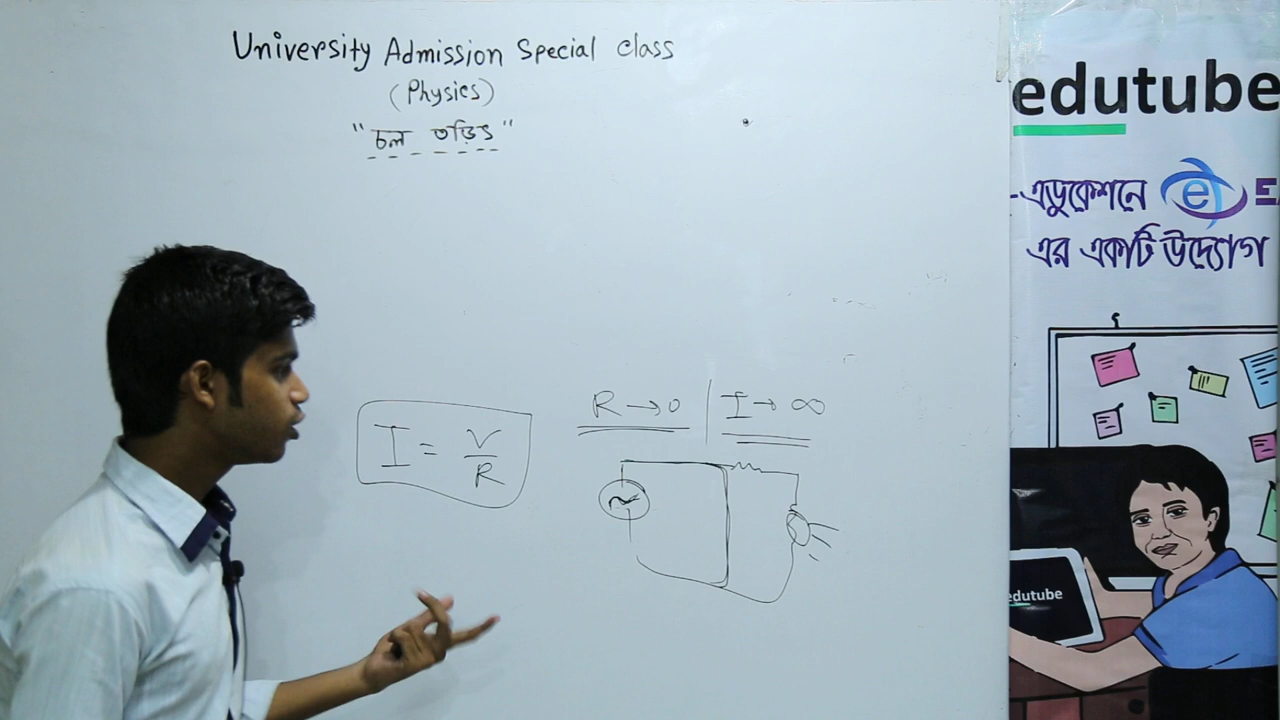 University Admission Special class
(Physics)
"চল তড়িৎ"
I = V/R
R → 0 | I → ∞
edutube
-এডুকেশনে e
এর একটি উদ্যোগ
edutube